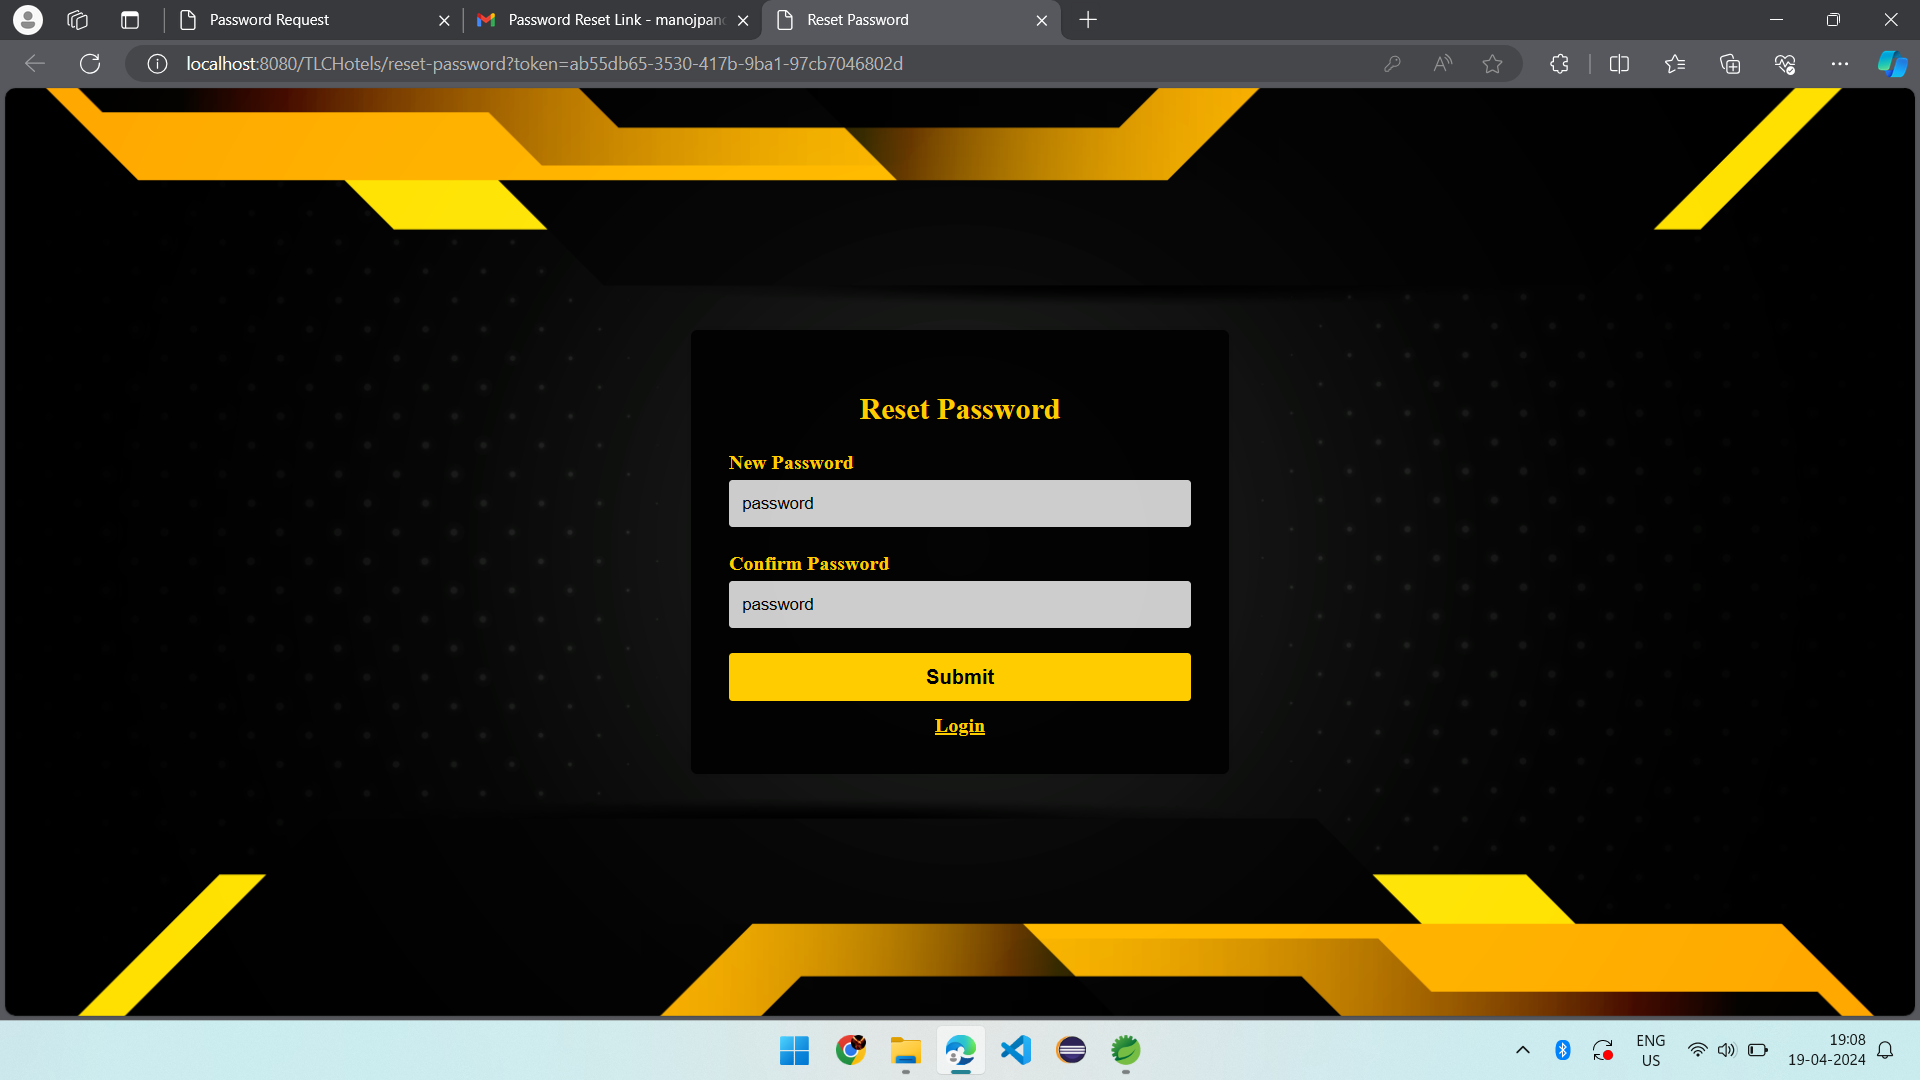 Password Request
Password Reset Link - manojpan
Reset Password
localhost:8080/TLCHotels/reset-password?token=ab55db65-3530-417b-9ba1-97cb7046802d
Reset Password
New Password
password
Confirm Password
password
Submit
Login
ENG
US
19:08
19-04-2024